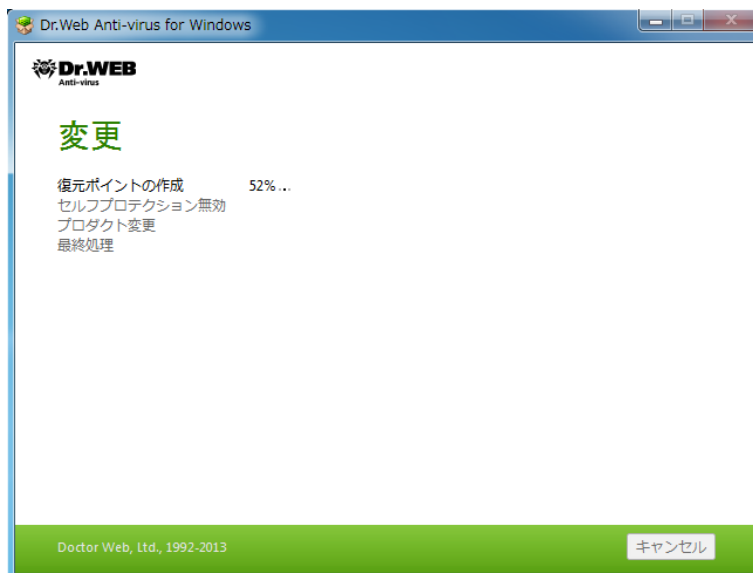 Dr.Web Anti-virus for Windows
Dr.WEB
Anti-virus
変更
復元ポイントの作成 52%...
セルフプロテクション無効
プロダクト変更
最終処理
Doctor Web, Ltd., 1992-2013
キャンセル